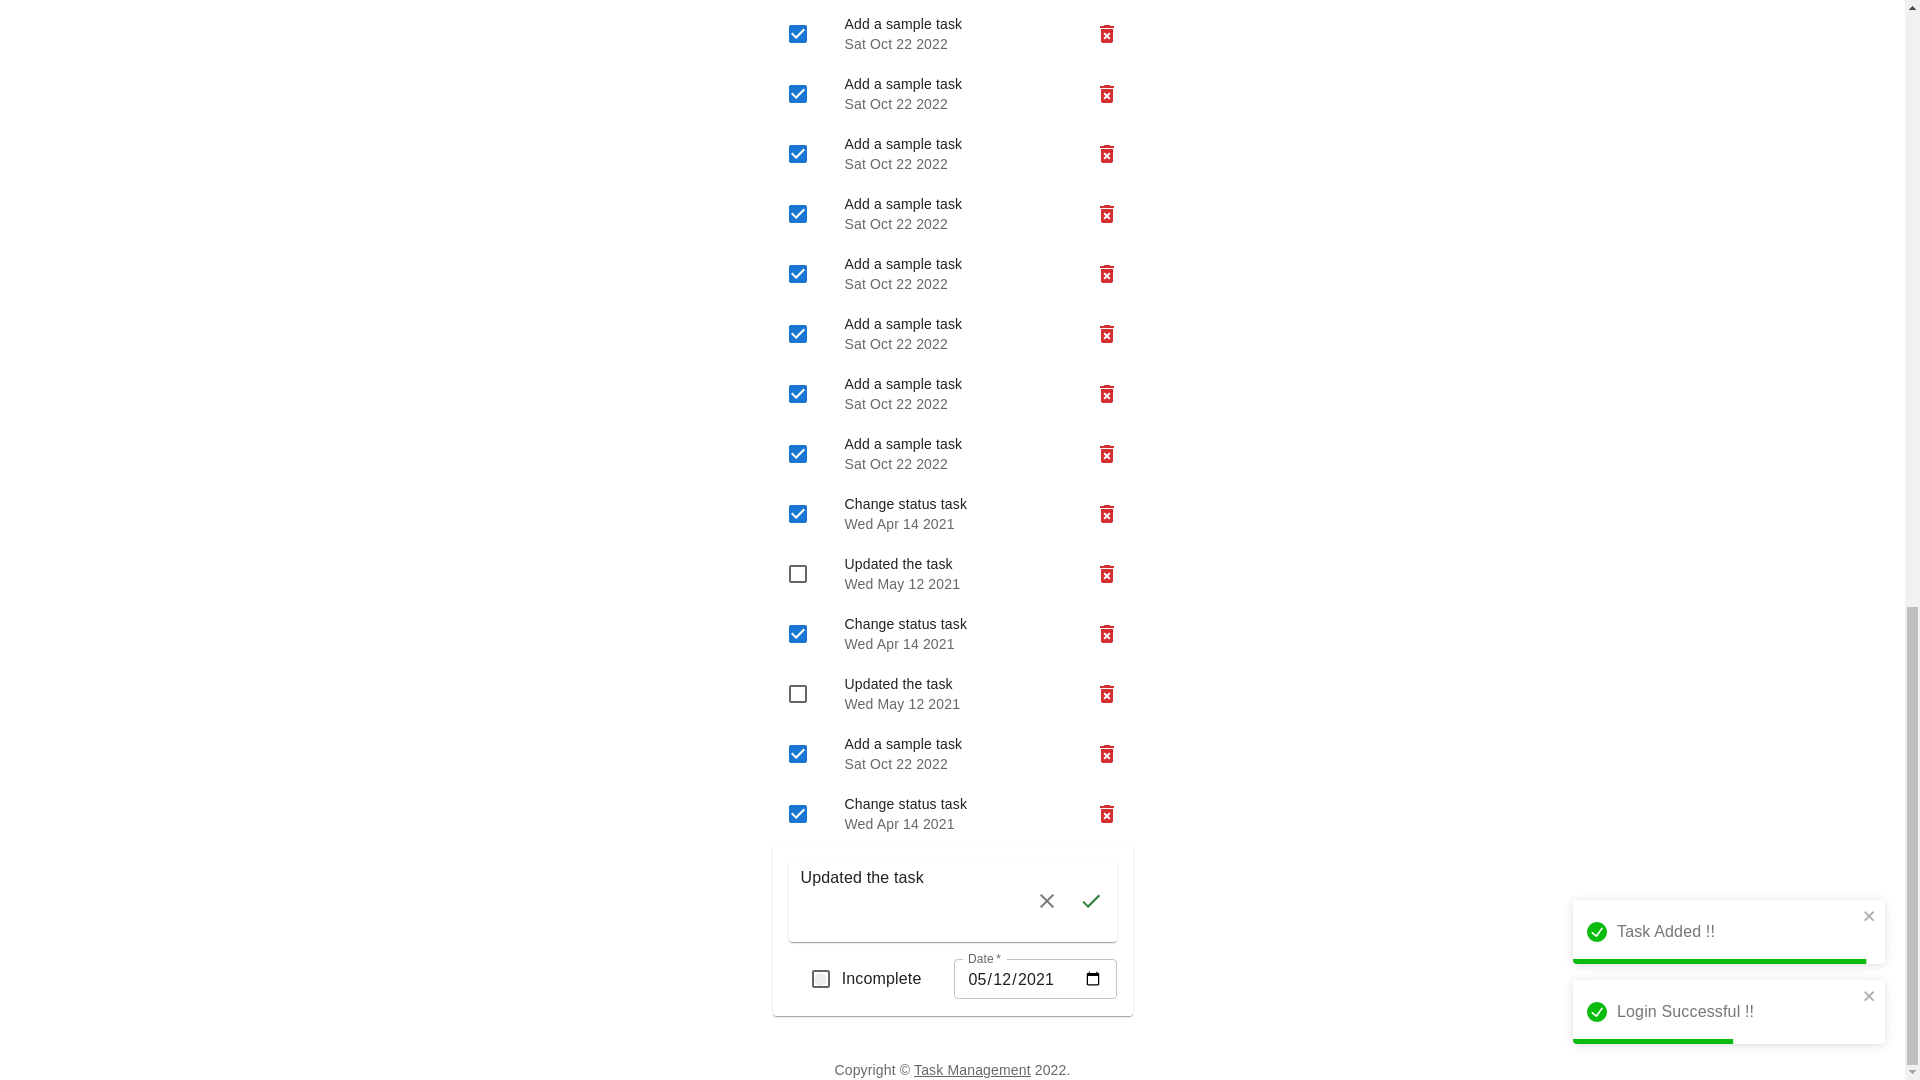 Add a sample task
Sat Oct 22 2022
Add a sample task
Sat Oct 22 2022
Add a sample task
Sat Oct 22 2022
Add a sample task
Sat Oct 22 2022
Add a sample task
Sat Oct 22 2022
Add a sample task
Sat Oct 22 2022
Add a sample task
Sat Oct 22 2022
Add a sample task
Sat Oct 22 2022
Change status task
Wed Apr 14 2021
Updated the task
Wed May 12 2021
Change status task
Wed Apr 14 2021
Updated the task
Wed May 12 2021
Add a sample task
Sat Oct 22 2022
Change status task
Wed Apr 14 2021
Updated the task
Incomplete
Date *
05/12/2021
Task Added !!
Login Successful !!
Copyright © Task Management 2022.